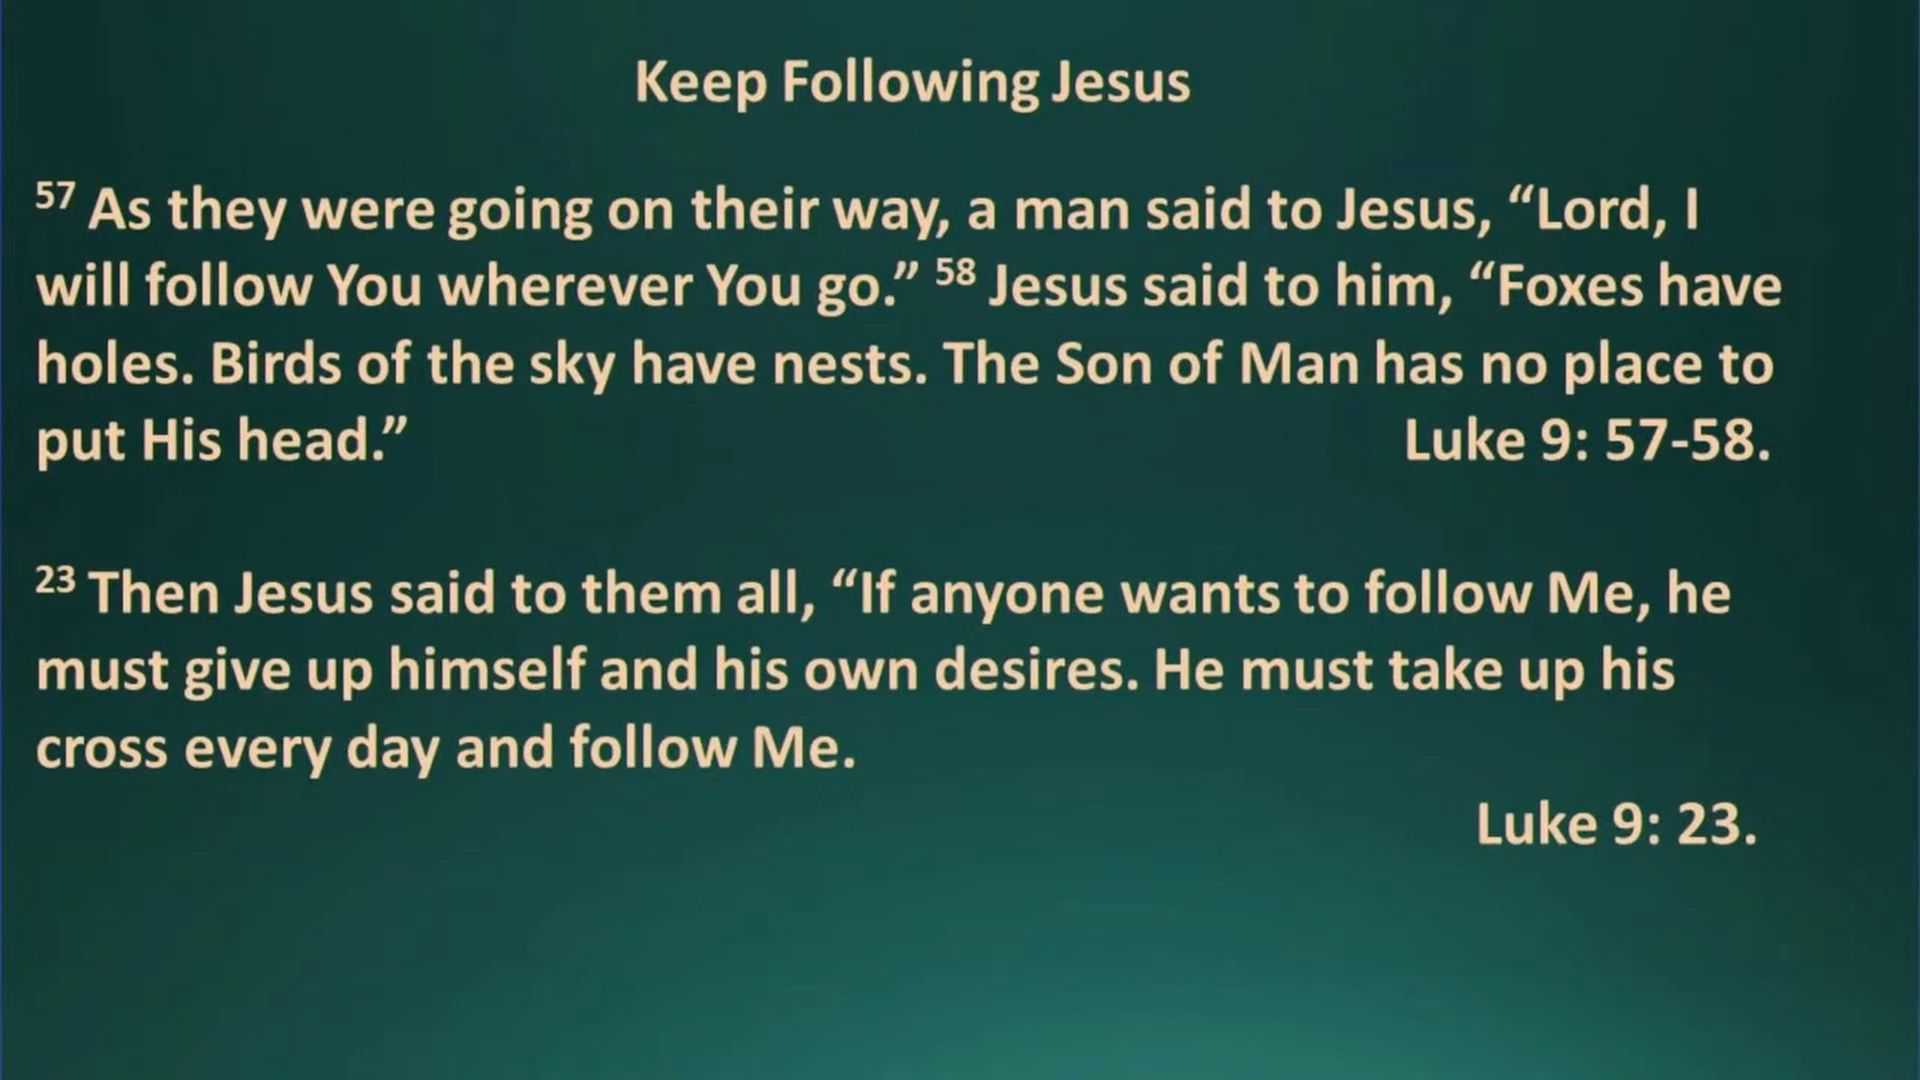 Keep Following Jesus
57 As they were going on their way, a man said to Jesus, “Lord, I
will follow You wherever You go.” 58 Jesus said to him, “Foxes have
holes. Birds of the sky have nests. The Son of Man has no place to
put His head.” Luke 9: 57-58.
23 Then Jesus said to them all, “If anyone wants to follow Me, he
must give up himself and his own desires. He must take up his
cross every day and follow Me.
Luke 9: 23.